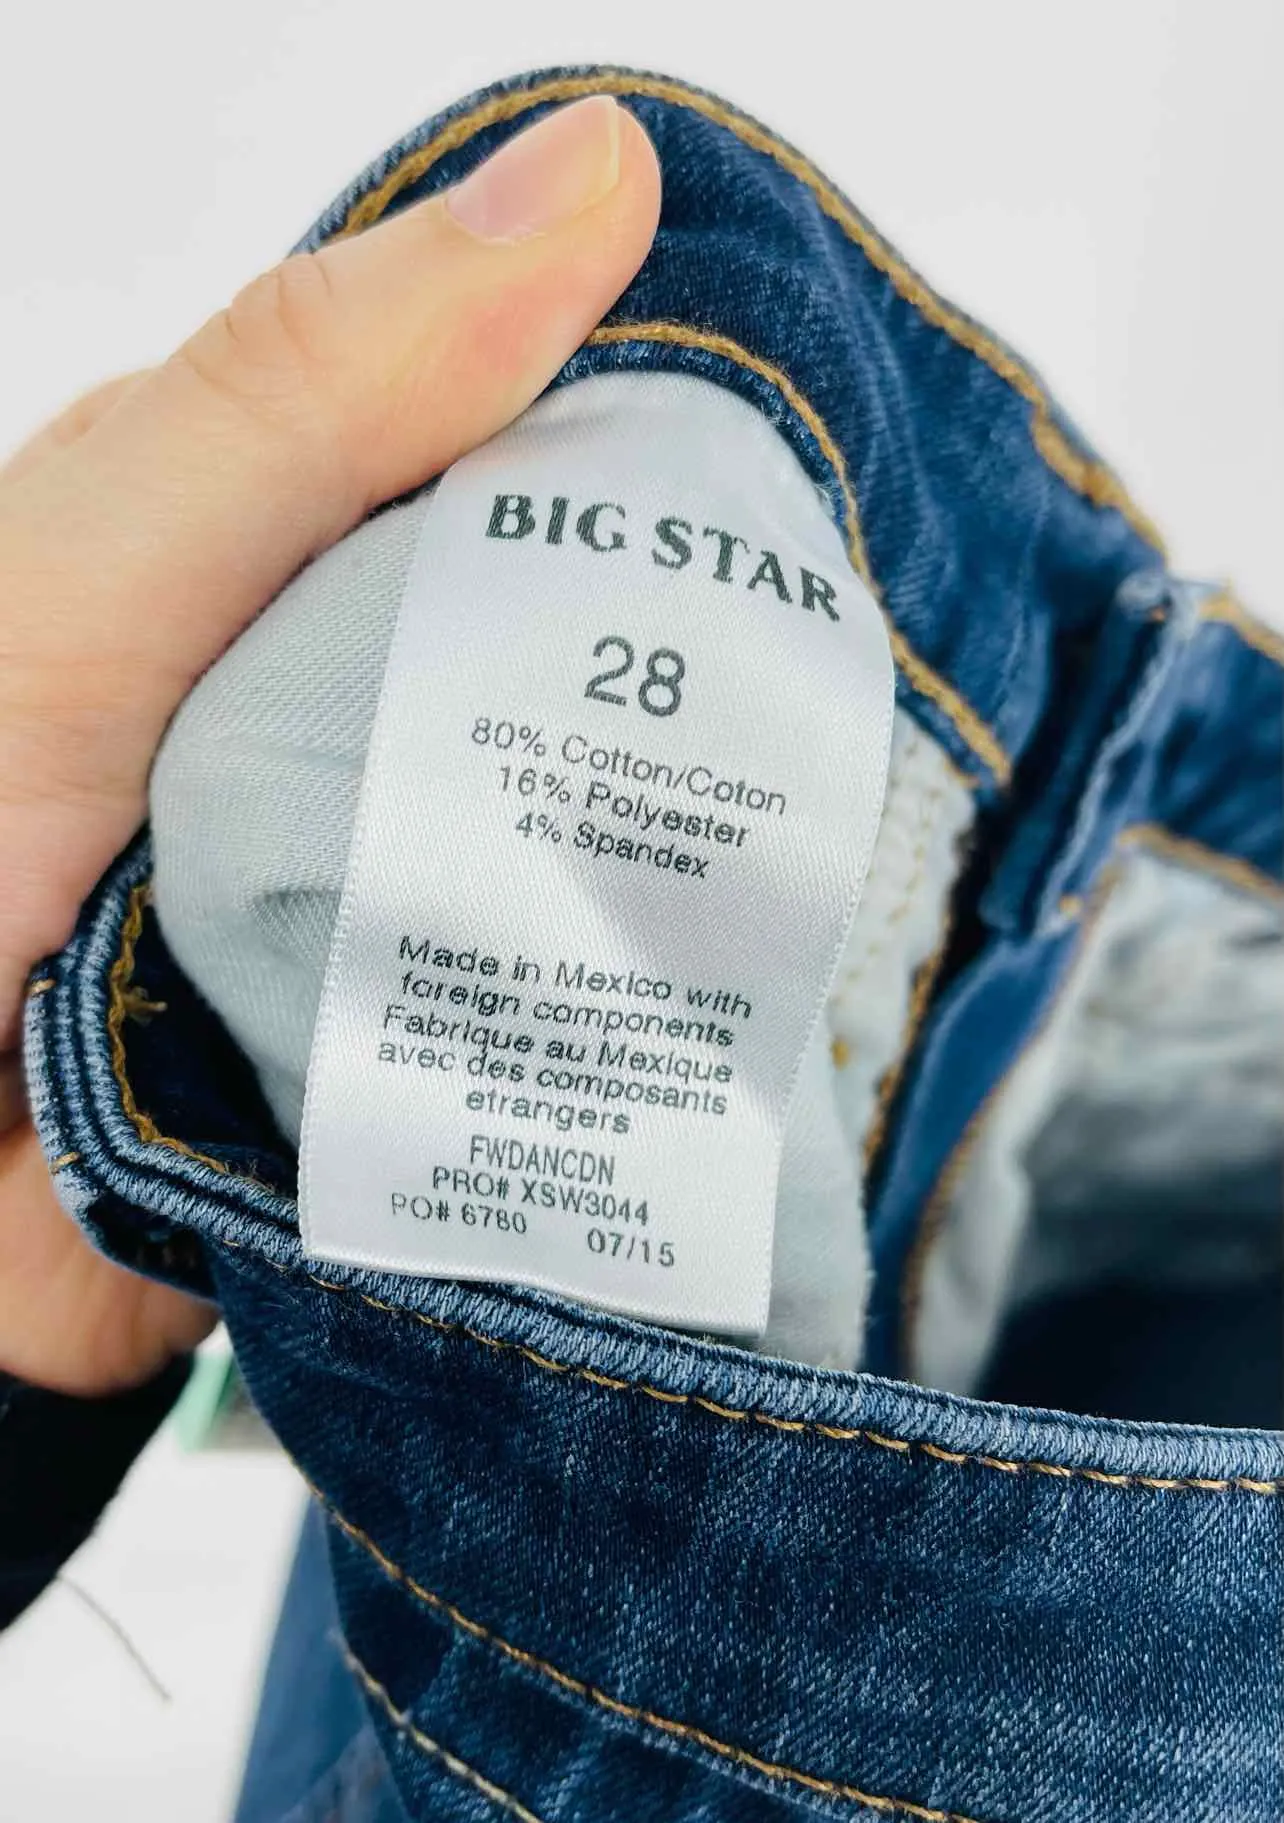 BIG STAR
28
80% Cotton/Coton
16% Polyester
4% Spandex
Made in Mexico with
foreign components
Fabrique au Mexique
avec des composants
etrangers
FWDANCDN
PRO# XSW3044
PO# 6780 07/15